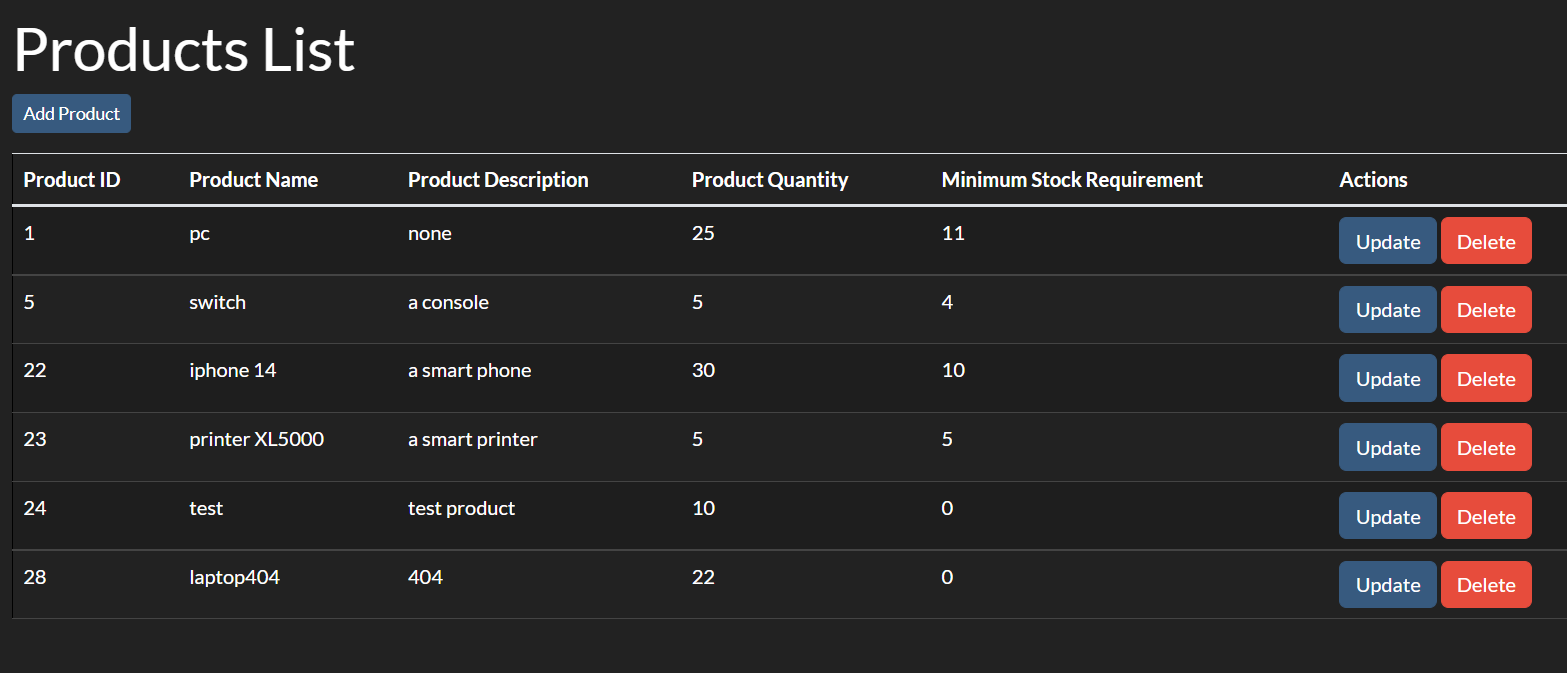 Products List
Add Product
Product ID Product Name Product Description Product Quantity Minimum Stock Requirement Actions
1 pc none 25 11 Update Delete
5 switch a console 5 4 Update Delete
22 iphone 14 a smart phone 30 10 Update Delete
23 printer XL5000 a smart printer 5 5 Update Delete
24 test test product 10 0 Update Delete
28 laptop404 404 22 0 Update Delete